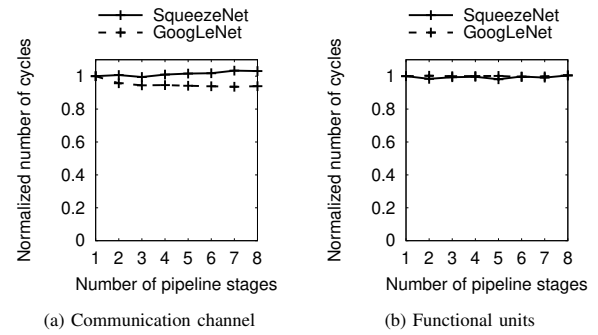 SqueezeNet
GoogLeNet
Normalized number of cycles
1
0.8
0.6
0.4
0.2
0
1 2 3 4 5 6 7 8
Number of pipeline stages
(a) Communication channel
SqueezeNet
GoogLeNet
Normalized number of cycles
1
0.8
0.6
0.4
0.2
0
1 2 3 4 5 6 7 8
Number of pipeline stages
(b) Functional units